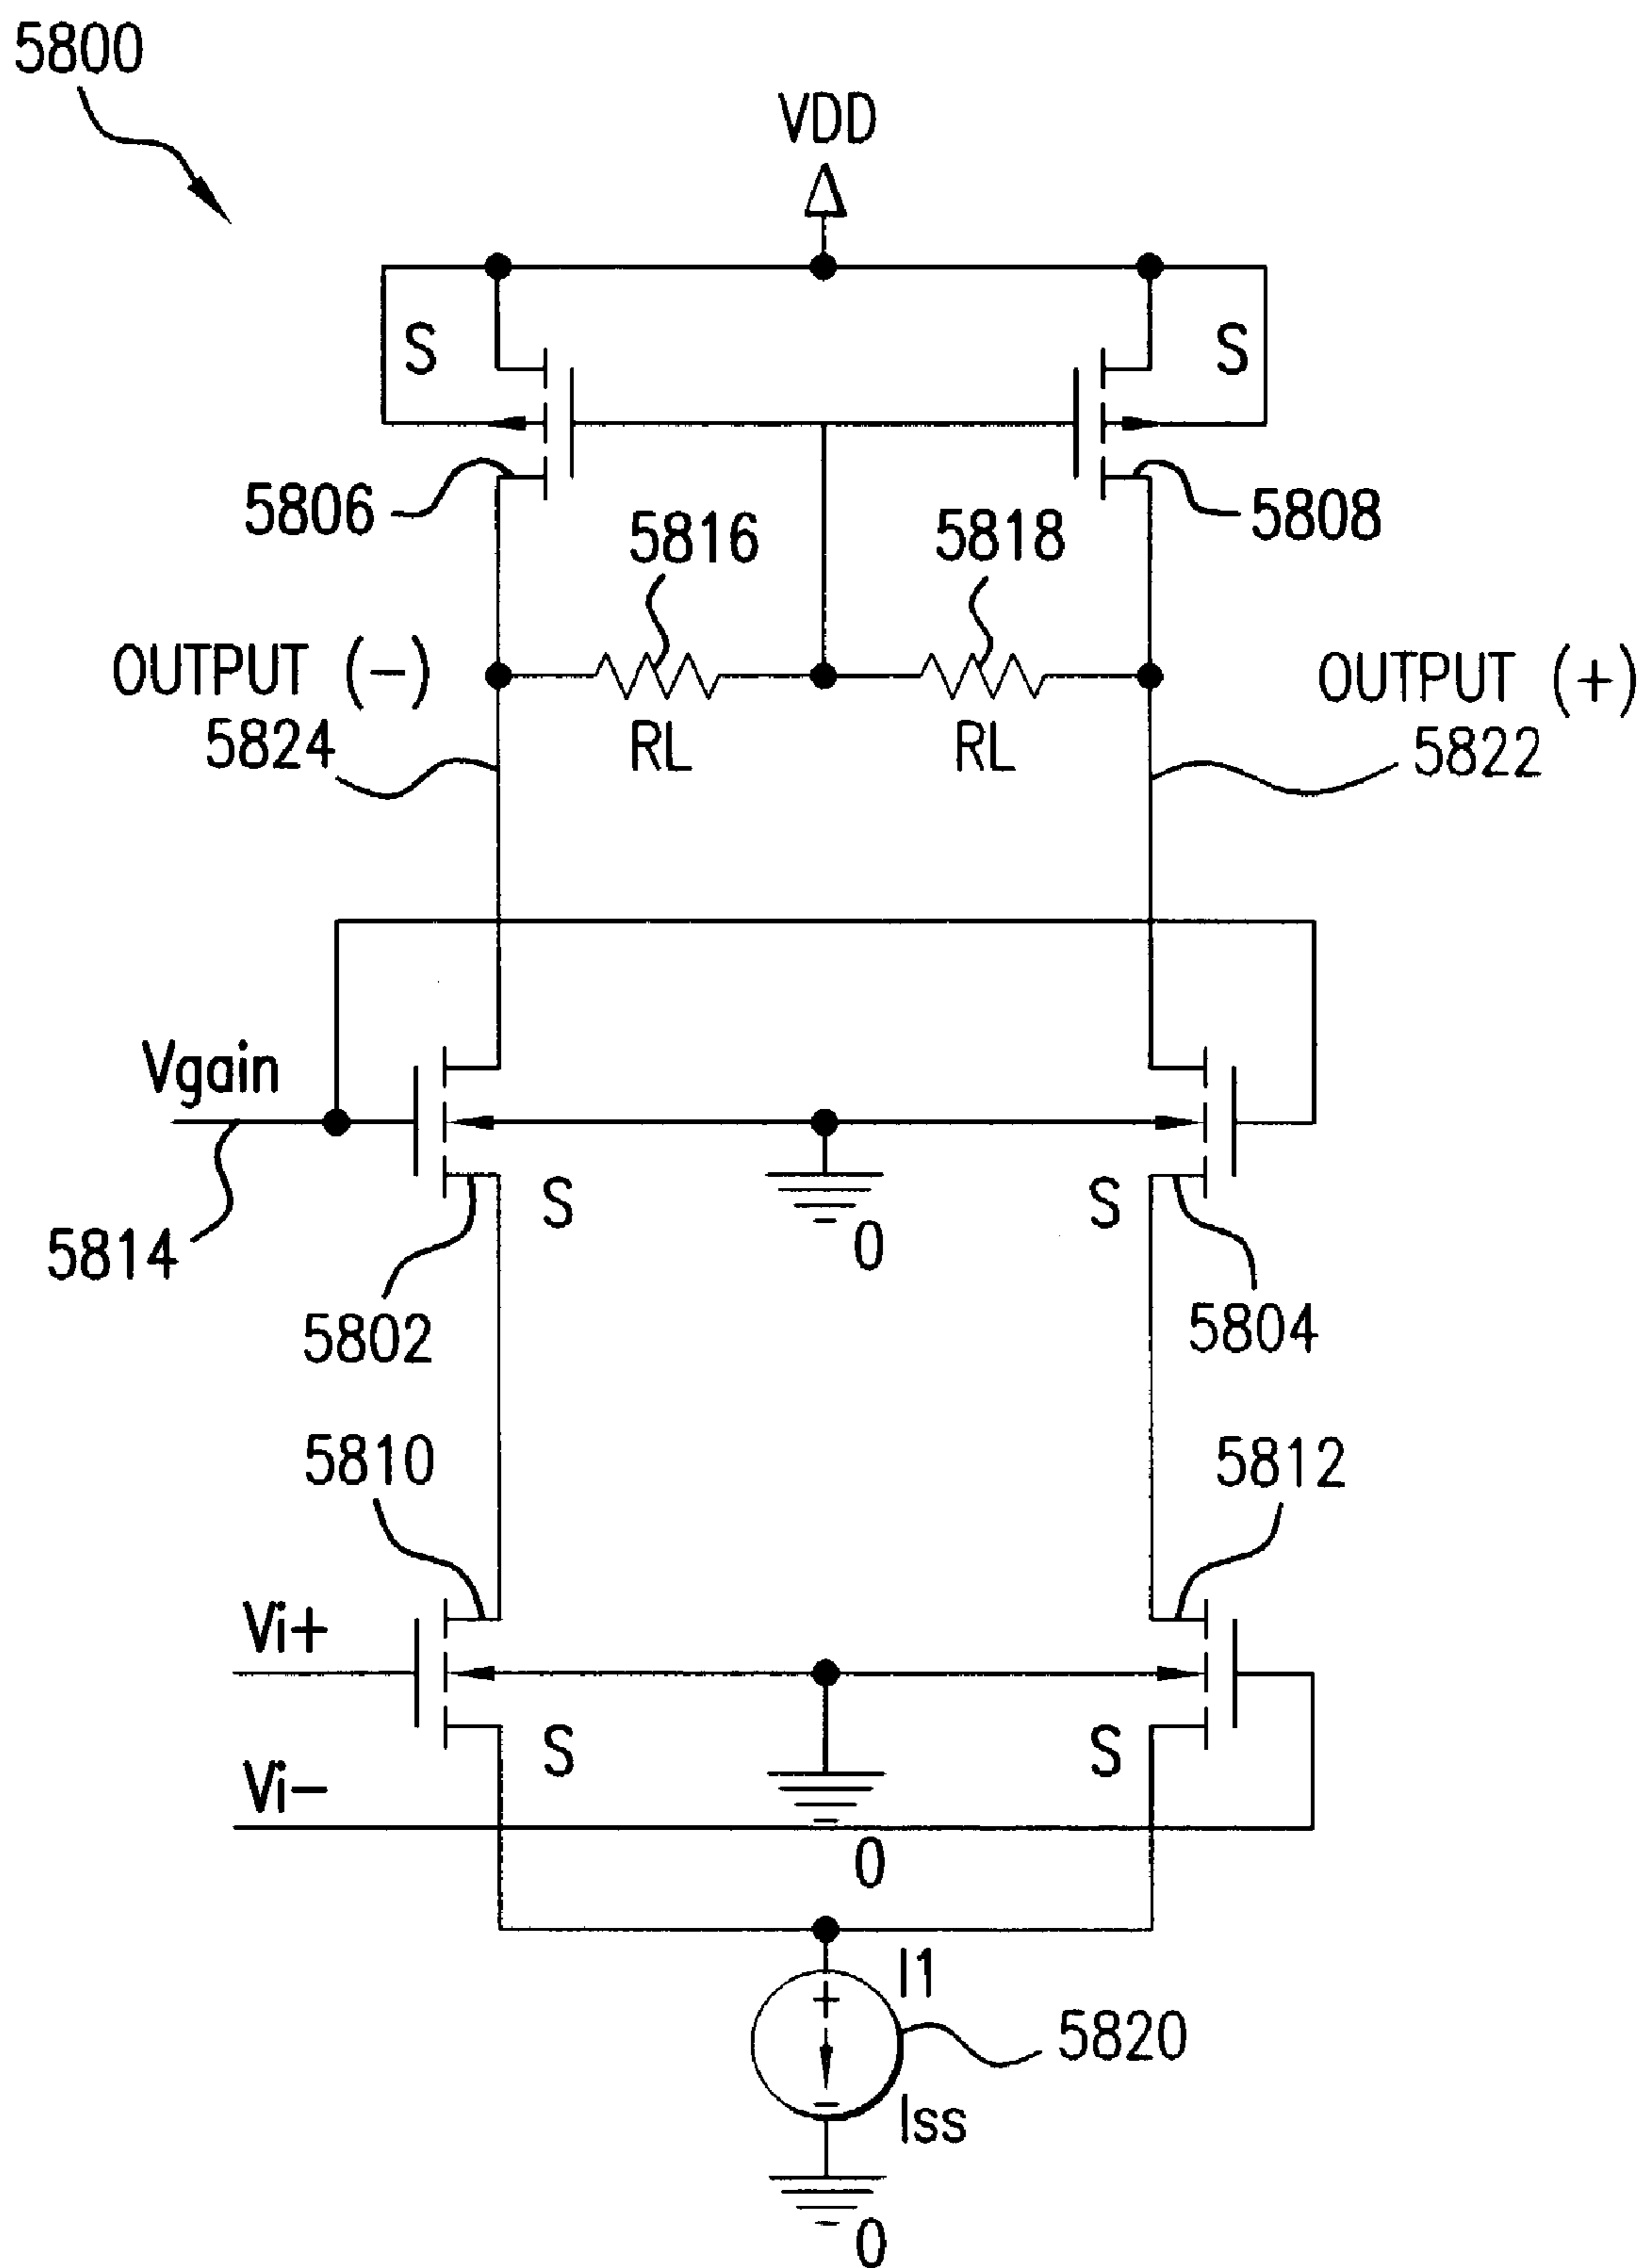 5800
VDD
S
S
5806
5816
5818
5808
OUTPUT (-)
5824
RL
RL
OUTPUT (+)
5822
Vgain
5814
S
0
S
5802
5804
5810
5812
Vi+
S
S
Vi-
0
I1
5820
Iss
0